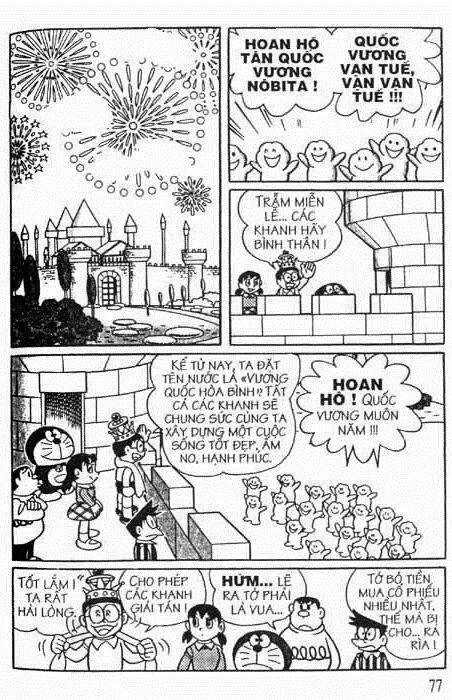 HOAN HÔ
TÂN QUỐC
VƯƠNG
NÔBITA !
QUỐC
VƯƠNG
VẠN TUẾ,
VẠN VẠN
TUẾ !!!
TRẪM MIỄN
LỄ... CÁC
KHANH HÃY
BÌNH THÂN !
KỂ TỪ NAY, TA ĐẶT
TÊN NƯỚC LÀ «VƯƠNG
QUỐC HÒA BÌNH». TẤT
CẢ CÁC KHANH SẼ
CHUNG SỨC CÙNG TA
XÂY DỰNG MỘT CUỘC
SỐNG TỐT ĐẸP, ẤM
NO, HẠNH PHÚC.
HOAN
HÔ ! QUỐC
VƯƠNG MUÔN
NĂM !!!
TỐT LẮM !
TA RẤT
HÀI LÒNG.
CHO PHÉP
CÁC KHANH
GIẢI TÁN !
HỪM... LẼ
RA TỚ PHẢI
LÀ VUA...
TỚ BỎ TIỀN
MUA CỔ PHIẾU
NHIỀU NHẤT,
THẾ MÀ BỊ
CHO... RA
RÌA !
77